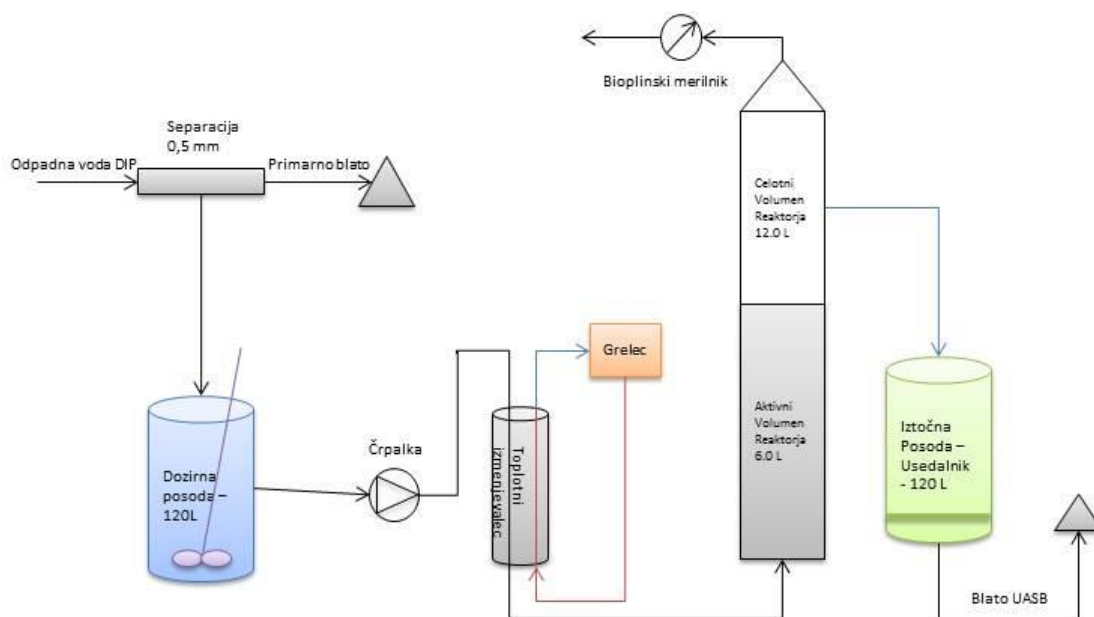 Bioplinski merilnik
Separacija
0,5 mm
Odpadna voda DIP
Primarno blato
Celotni
Volumen
Reaktorja
12.0 L
Grelec
Aktivni
Volumen
Reaktorja
6.0 L
Iztočna
Posoda –
Usedalnik
- 120 L
Črpalka
Toplotni
izmenjevalec
Dozirna
posoda –
120L
Blato UASB